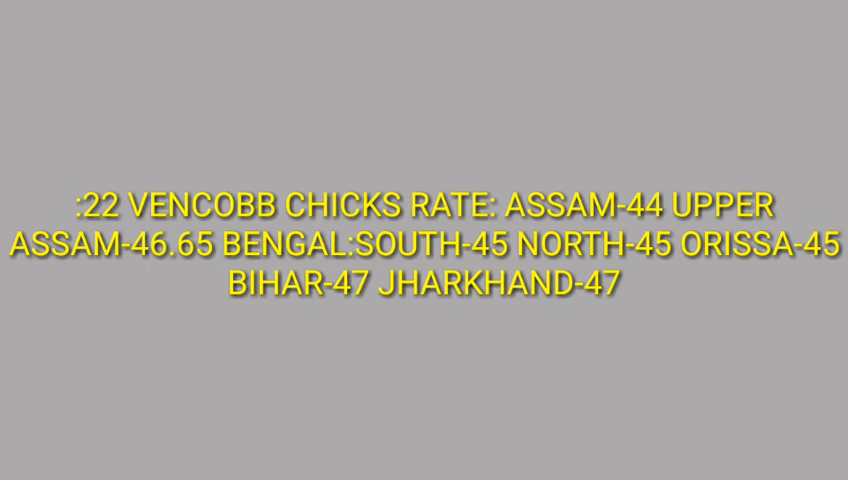 :22 VENCOBB CHICKS RATE: ASSAM-44 UPPER
ASSAM-46.65 BENGAL:SOUTH-45 NORTH-45 ORISSA-45
BIHAR-47 JHARKHAND-47